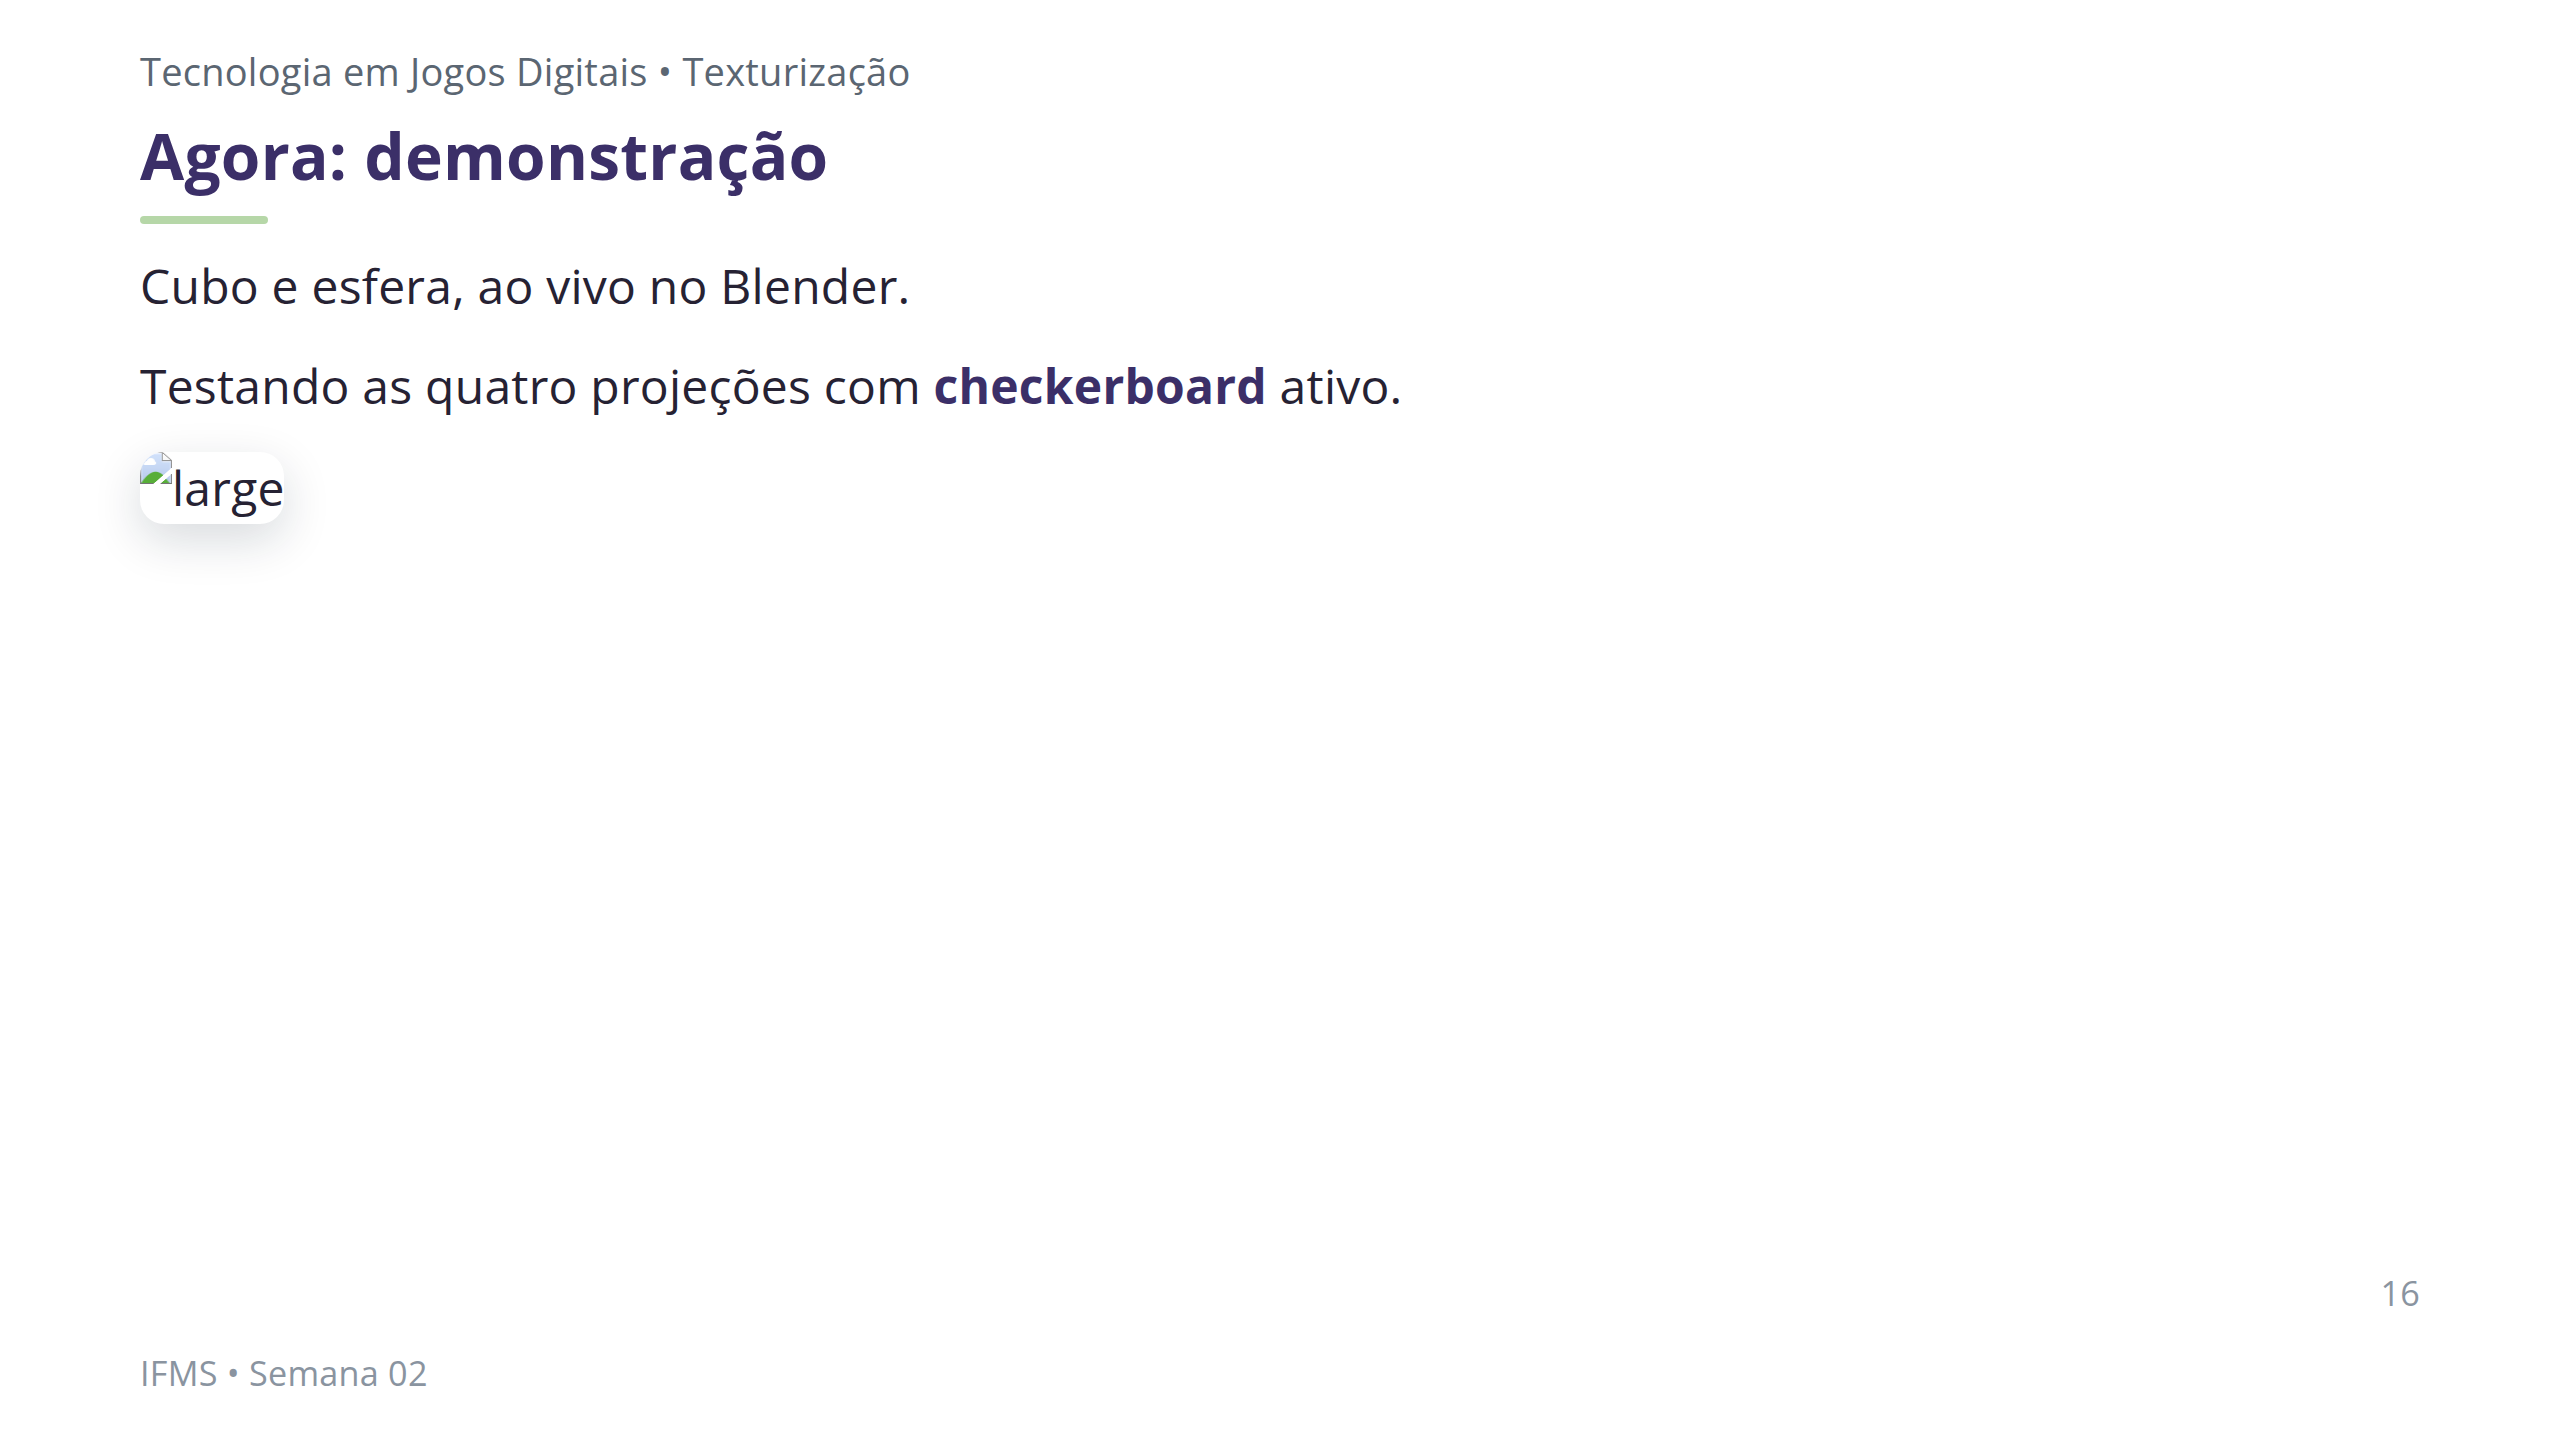 Tecnologia em Jogos Digitais • Texturização
Agora: demonstração
Cubo e esfera, ao vivo no Blender.
Testando as quatro projeções com checkerboard ativo.
large
16
IFMS • Semana 02